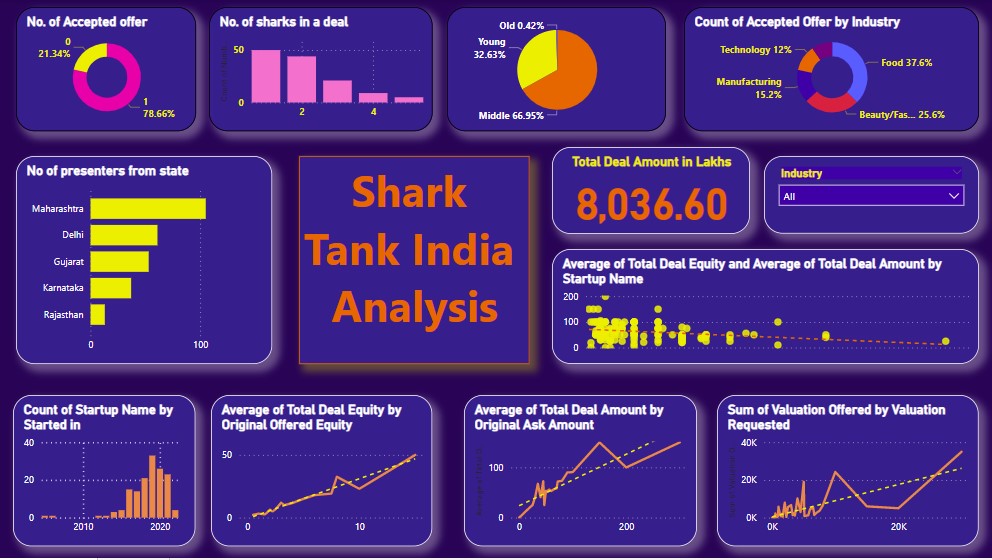 No. of Accepted offer
0
21.34%
1
78.66%
No. of sharks in a deal
50
0
2
4
Old 0.42%
Young
32.63%
Middle 66.95%
Count of Accepted Offer by Industry
Technology 12%
Food 37.6%
Manufacturing
15.2%
Beauty/Fas... 25.6%
No of presenters from state
Maharashtra
Delhi
Gujarat
Karnataka
Rajasthan
0
100
Shark
Tank India
Analysis
Total Deal Amount in Lakhs
8,036.60
Industry
All
Average of Total Deal Equity and Average of Total Deal Amount by
Startup Name
200
100
0
Count of Startup Name by
Started in
40
20
0
2010
2020
Average of Total Deal Equity by
Original Offered Equity
50
0
0
10
Average of Total Deal Amount by
Original Ask Amount
100
0
200
Sum of Valuation Offered by Valuation
Requested
40K
20K
0K
0K
20K